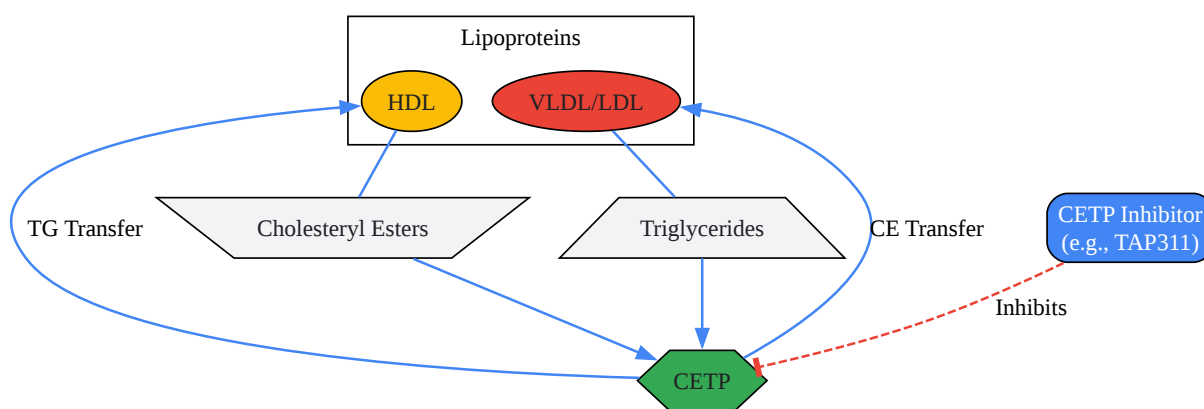 Lipoproteins
HDL
VLDL/LDL
TG Transfer
Cholesteryl Esters
Triglycerides
CE Transfer
CETP Inhibitor
(e.g., TAP311)
Inhibits
CETP